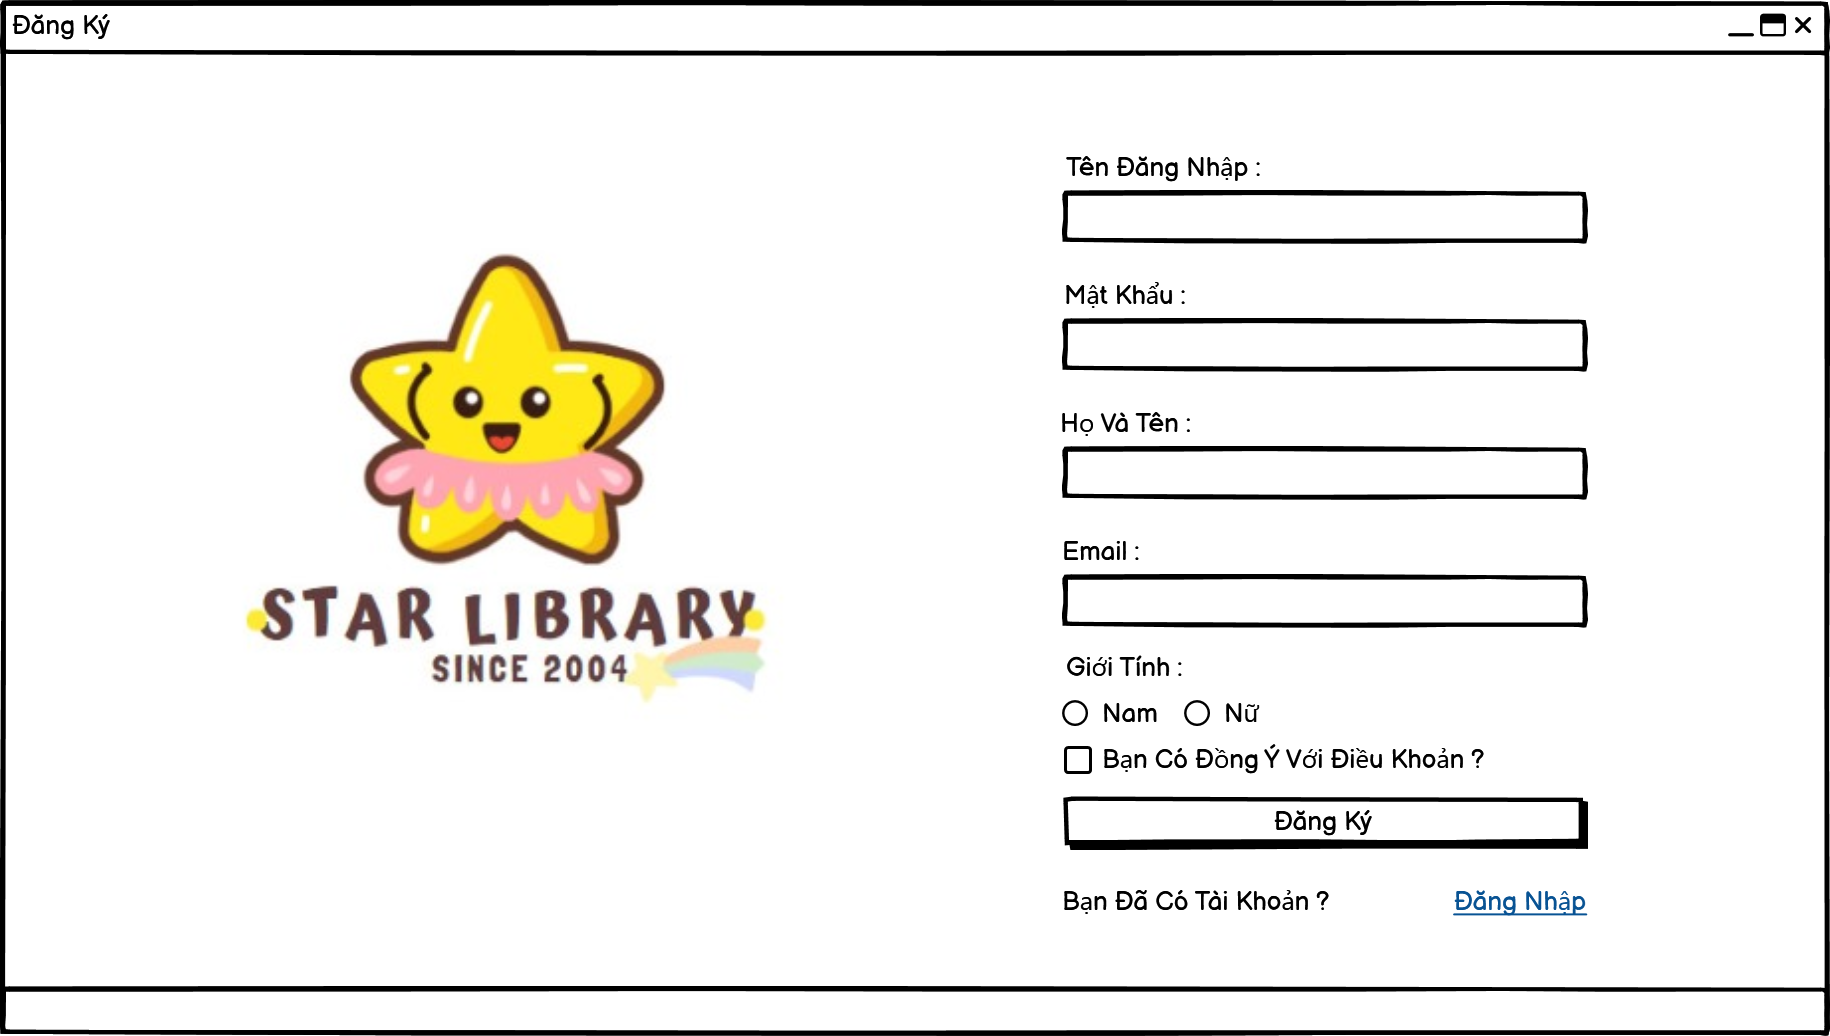 Đăng Ký
STAR LIBRARY
SINCE 2004
Tên Đăng Nhập :
Mật Khẩu :
Họ Và Tên :
Email :
Giới Tính :
Nam Nữ
Bạn Có Đồng Ý Với Điều Khoản ?
Đăng Ký
Bạn Đã Có Tài Khoản ? Đăng Nhập